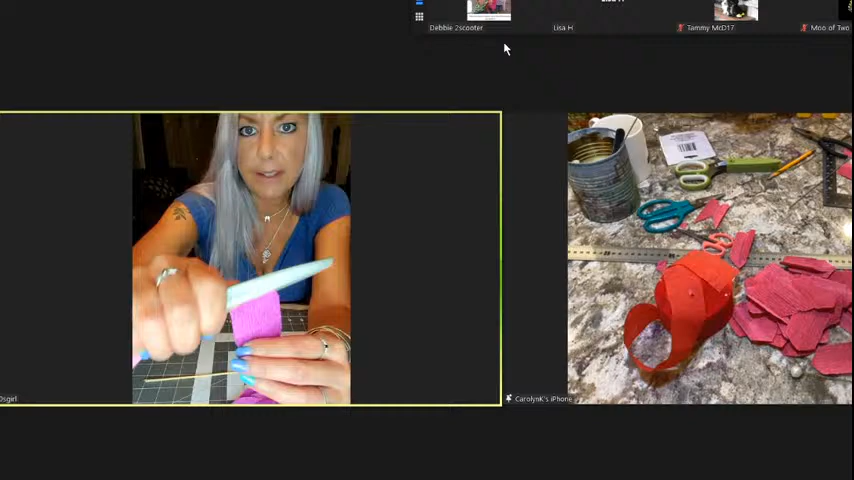 Debbie 2scooter
Lisa H
Tammy McD17
Moo of Two
CarolynK's iPhone